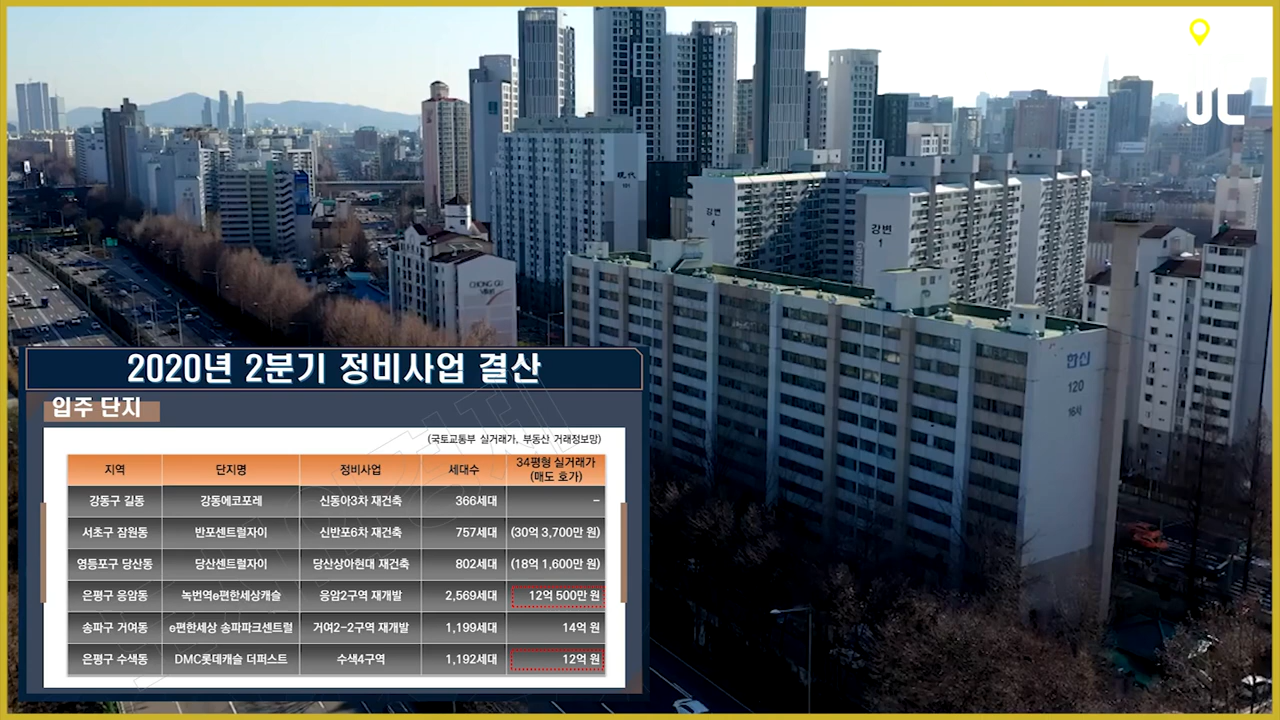 UC
現代
101
강변
4
강변
1
CHONG GU
한신
120
16차
2020년 2분기 정비사업 결산
입주 단지
(국토교통부 실거래가, 부동산 거래정보망)
지역 단지명 정비사업 세대수 34평형 실거래가
(매도 호가)
강동구 길동 강동에코포레 신동아3차 재건축 366세대 -
서초구 잠원동 반포센트럴자이 신반포6차 재건축 757세대 (30억 3,700만 원)
영등포구 당산동 당산센트럴자이 당산상아현대 재건축 802세대 (18억 1,600만 원)
은평구 응암동 녹번역e편한세상캐슬 응암2구역 재개발 2,569세대 12억 500만 원
송파구 거여동 e편한세상 송파파크센트럴 거여2-2구역 재개발 1,199세대 14억 원
은평구 수색동 DMC롯데캐슬 더퍼스트 수색4구역 1,192세대 12억 원